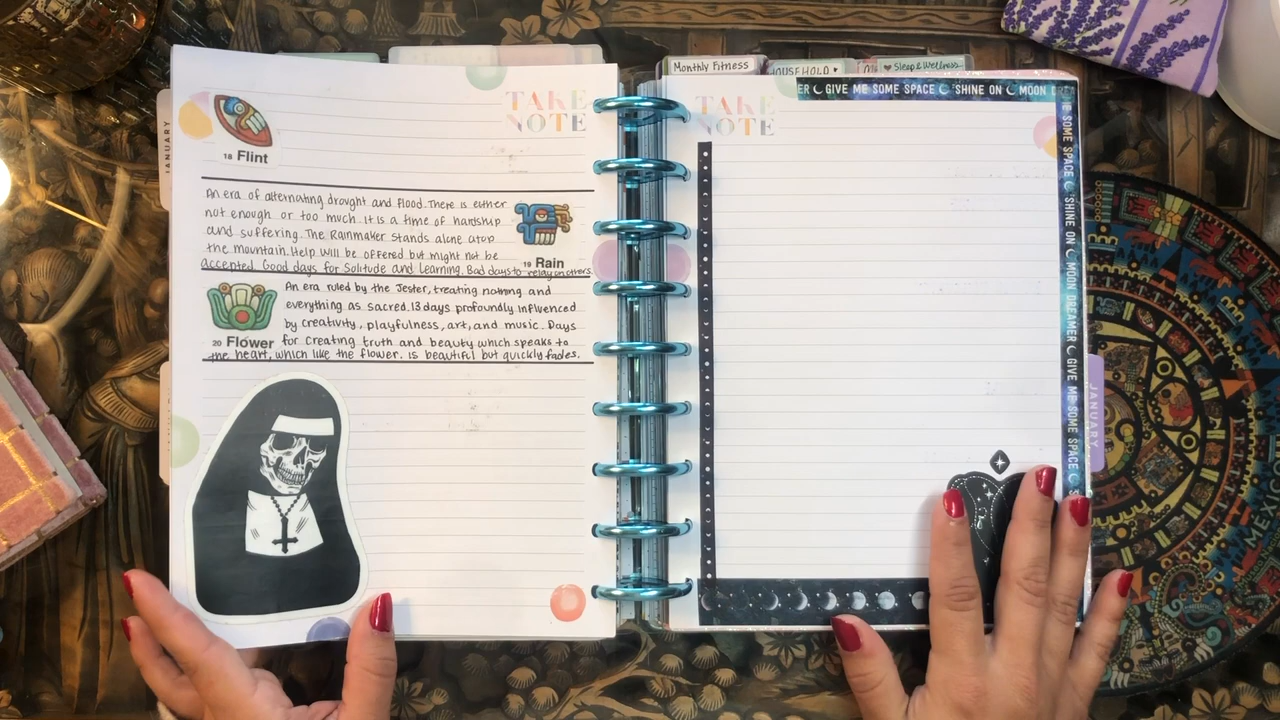 Monthly Fitness
HOUSEHOLD ♥
♥ Sleep & Wellness
JANUARY
TAKE
NOTE
18 Flint
An era of alternating drought and flood. There is either
not enough or too much. It is a time of hardship
and suffering. The Rainmaker stands alone atop
the mountain. Help will be offered but might not be
accepted. Good days for Solitude and Learning. Bad days to rely on others.
19 Rain
An era ruled by the Jester, treating nothing and
everything as sacred. 13 days profoundly influenced
by creativity, playfulness, art, and music. Days
for creating truth and beauty which speaks to
the heart, which like the flower, is beautiful but quickly fades.
20 Flower
TAKE
NOTE
ER GIVE ME SOME SPACE SHINE ON MOON DR
E SOME SPACE SHINE ON MOON DREAMER GIVE ME SOME SPACE S
JANUARY
MEXICO